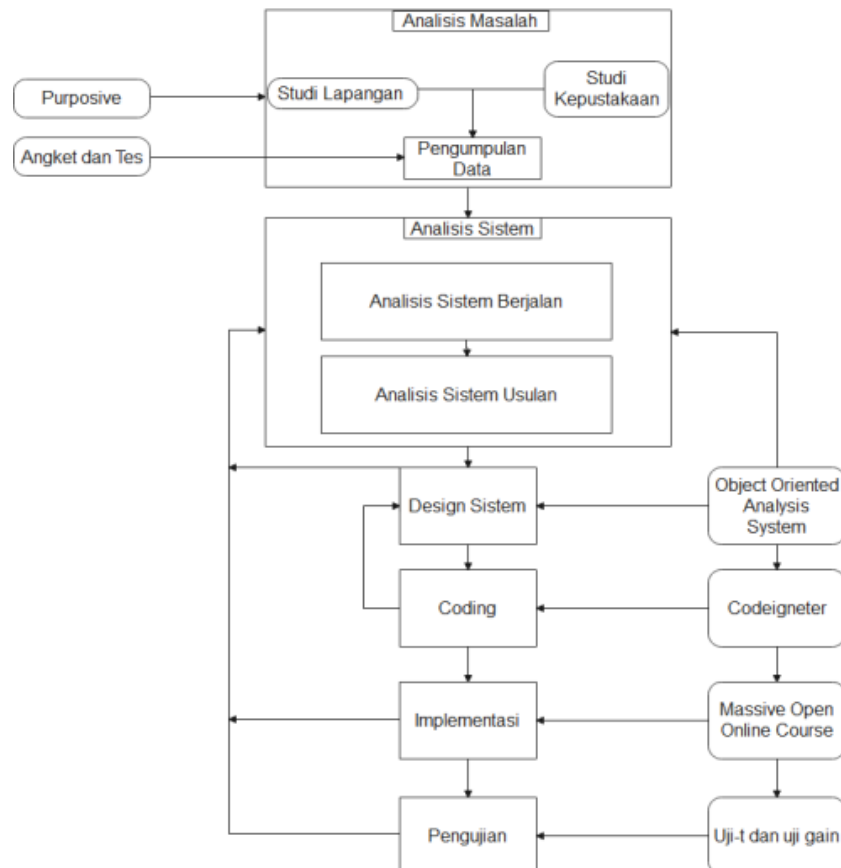 Analisis Masalah
Purposive
Studi Lapangan
Studi
Kepustakaan
Angket dan Tes
Pengumpulan
Data
Analisis Sistem
Analisis Sistem Berjalan
Analisis Sistem Usulan
Design Sistem
Object Oriented
Analysis
System
Coding
Codeigneter
Implementasi
Massive Open
Online Course
Pengujian
Uji-t dan uji gain